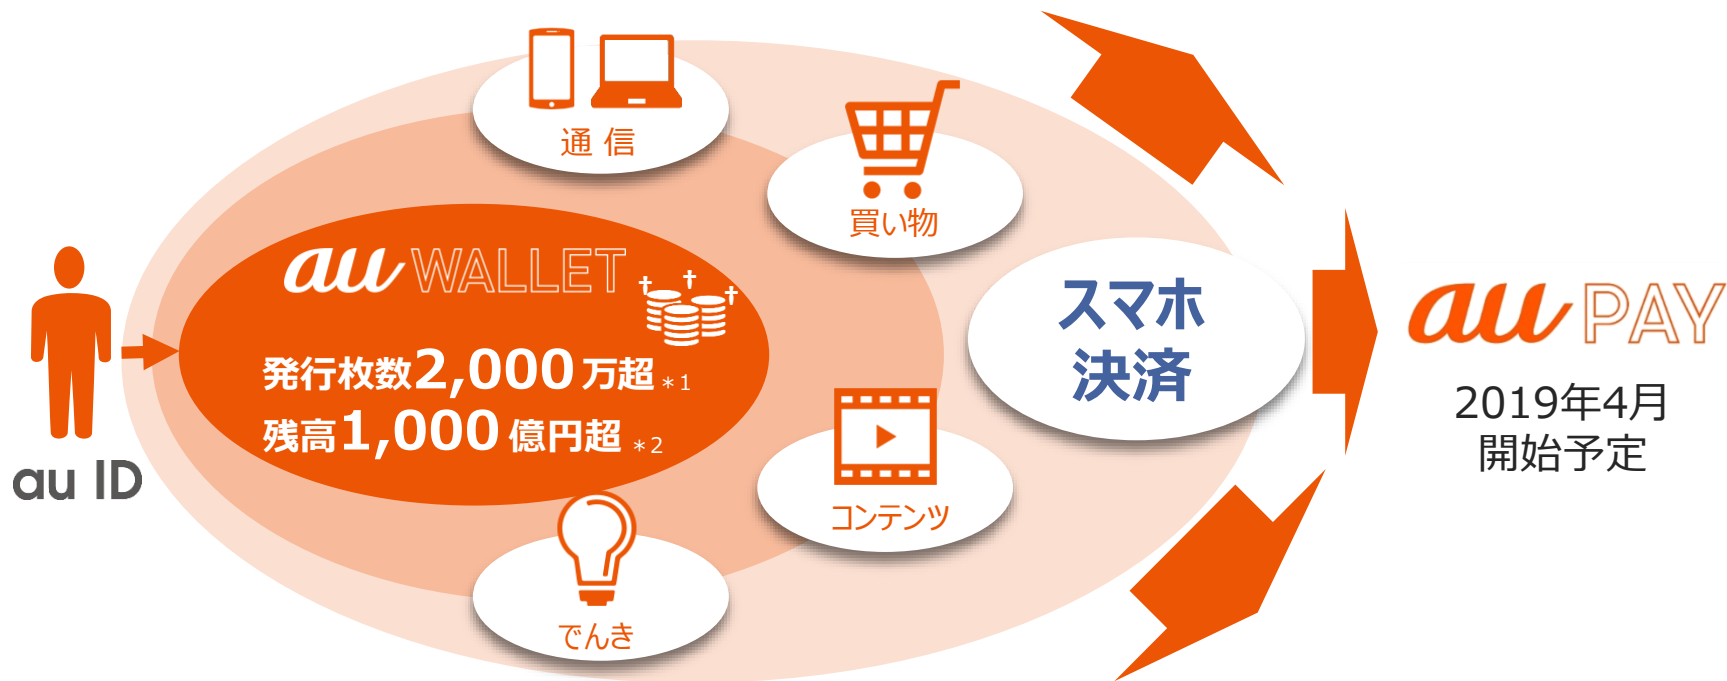 通 信
買い物
au WALLET
発行枚数2,000万超 *1
残高1,000億円超 *2
au ID
スマホ
決済
コンテンツ
でんき
au PAY
2019年4月
開始予定